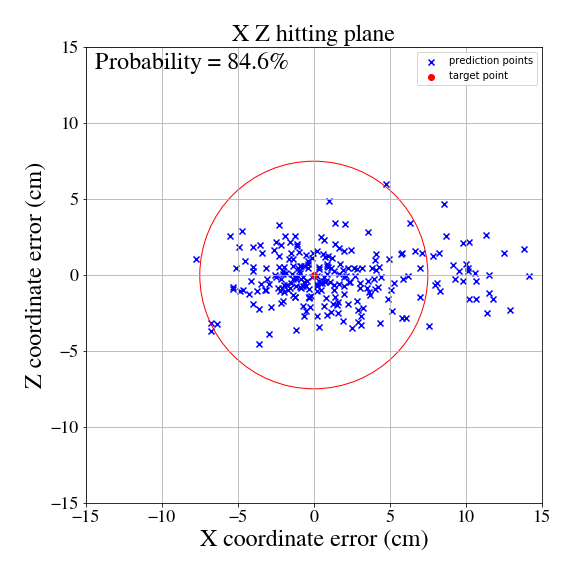 X Z hitting plane
Probability = 84.6%
prediction points
target point
Z coordinate error (cm)
15
10
5
0
−5
−10
−15
−15 −10 −5 0 5 10 15
X coordinate error (cm)